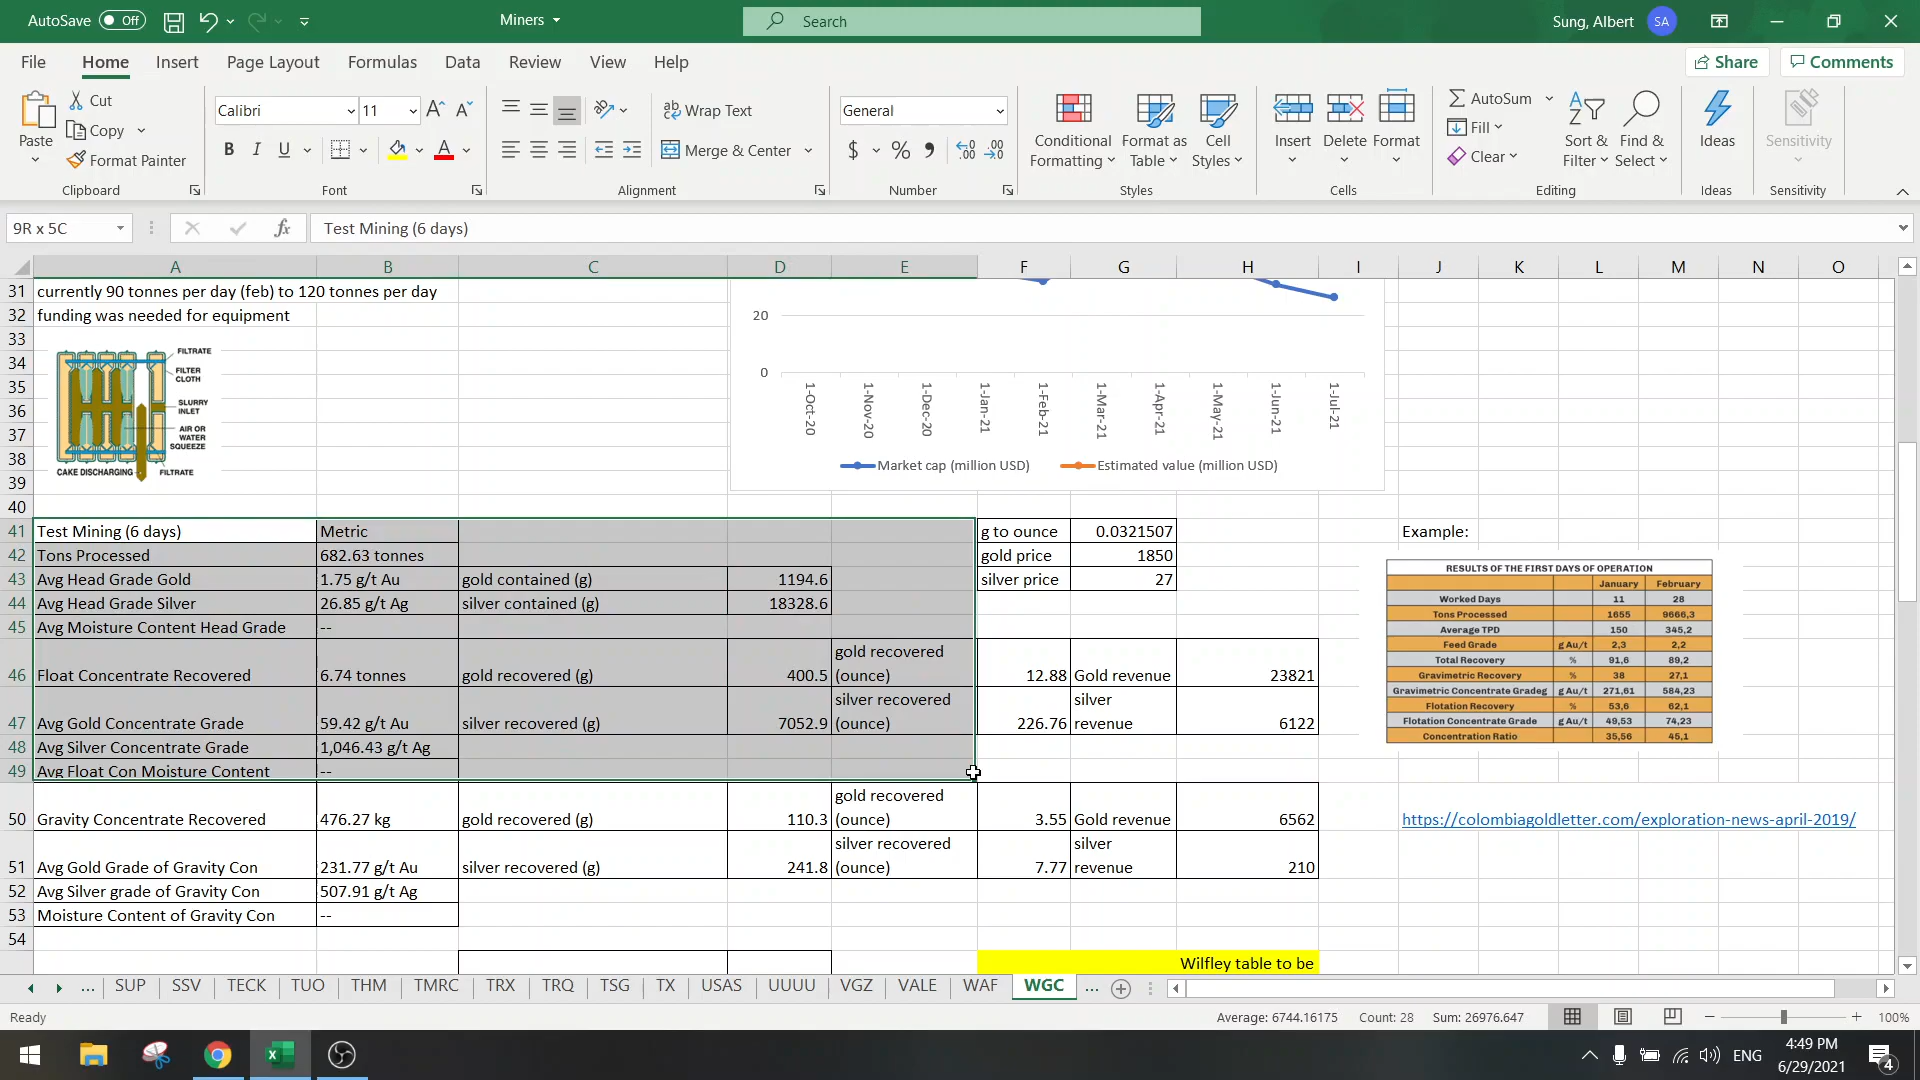 AutoSave Off
Miners
Search
Sung, Albert SA
File Home Insert Page Layout Formulas Data Review View Help
Share Comments
Paste
Cut
Copy
Format Painter
Clipboard
Calibri 11
B I U
Font
Wrap Text
Merge & Center
Alignment
General
$ % 9
Number
Conditional Formatting
Format as Table
Cell Styles
Styles
Insert Delete Format
Cells
AutoSum
Fill
Clear
Sort & Filter
Find & Select
Editing
Ideas
Ideas
Sensitivity
Sensitivity
9R x 5C fx Test Mining (6 days)
A B C D E F G H I J K L M N O
31 currently 90 tonnes per day (feb) to 120 tonnes per day
32 funding was needed for equipment
33
34
35
36
37
38
39
40
FILTRATE
FILTER CLOTH
SLURRY INLET
AIR OR WATER SQUEEZE
CAKE DISCHARGING
FILTRATE
20
0
1-Oct-20 1-Nov-20 1-Dec-20 1-Jan-21 1-Feb-21 1-Mar-21 1-Apr-21 1-May-21 1-Jun-21 1-Jul-21
Market cap (million USD) Estimated value (million USD)
41 Test Mining (6 days) Metric g to ounce 0.0321507 Example:
42 Tons Processed 682.63 tonnes gold price 1850
43 Avg Head Grade Gold 1.75 g/t Au gold contained (g) 1194.6 silver price 27
44 Avg Head Grade Silver 26.85 g/t Ag silver contained (g) 18328.6
45 Avg Moisture Content Head Grade --
46 Float Concentrate Recovered 6.74 tonnes gold recovered (g) 400.5 gold recovered (ounce) 12.88 Gold revenue 23821
47 Avg Gold Concentrate Grade 59.42 g/t Au silver recovered (g) 7052.9 silver recovered (ounce) 226.76 silver revenue 6122
48 Avg Silver Concentrate Grade 1,046.43 g/t Ag
49 Avg Float Con Moisture Content --
50 Gravity Concentrate Recovered 476.27 kg gold recovered (g) 110.3 gold recovered (ounce) 3.55 Gold revenue 6562 https://colombiagoldletter.com/exploration-news-april-2019/
51 Avg Gold Grade of Gravity Con 231.77 g/t Au silver recovered (g) 241.8 silver recovered (ounce) 7.77 silver revenue 210
52 Avg Silver grade of Gravity Con 507.91 g/t Ag
53 Moisture Content of Gravity Con --
54
Wilfley table to be
RESULTS OF THE FIRST DAYS OF OPERATION
January February
Worked Days 11 28
Tons Processed 1655 9666,3
Average TPD 150 345,2
Feed Grade g Au/t 2,3 2,2
Total Recovery % 91,6 89,2
Gravimetric Recovery % 38 27,1
Gravimetric Concentrate Gradeg g Au/t 271,61 584,23
Flotation Recovery % 53,6 62,1
Flotation Concentrate Grade g Au/t 49,53 74,23
Concentration Ratio 35,56 45,1
... SUP SSV TECK TUO THM TMRC TRX TRQ TSG TX USAS UUUU VGZ VALE WAF WGC ...
Ready Average: 6744.16175 Count: 28 Sum: 26976.647 100%
ENG
4:49 PM
6/29/2021
4